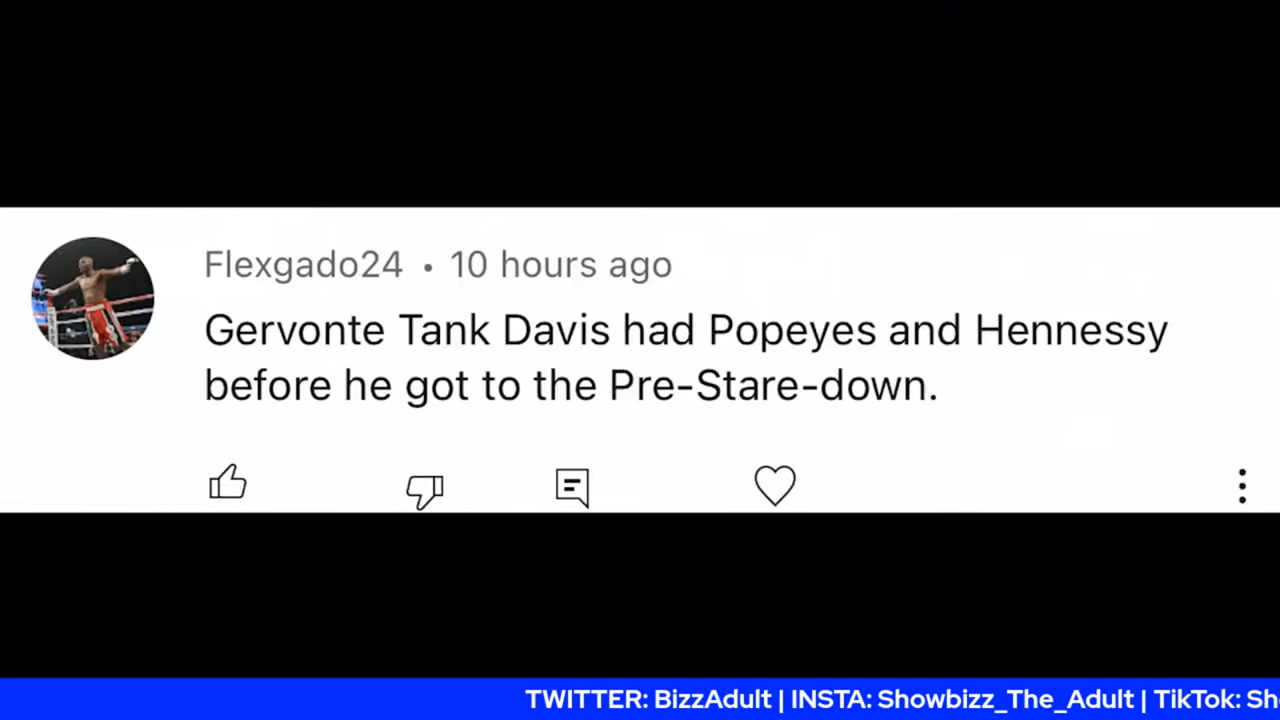 Flexgado24 • 10 hours ago
Gervonte Tank Davis had Popeyes and Hennessy
before he got to the Pre-Stare-down.
TWITTER: BizzAdult | INSTA: Showbizz_The_Adult | TikTok: Sh